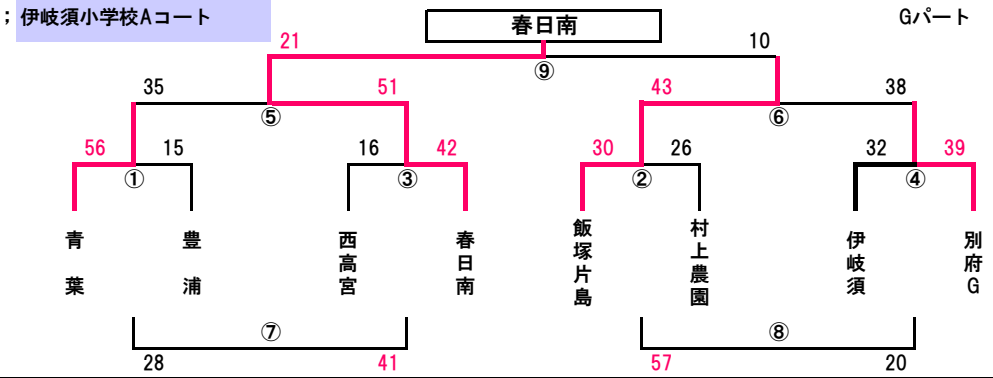 ；伊岐須小学校Aコート
春日南
Gパート
21
10
⑨
35
51
43
38
⑤
⑥
56
15
16
42
30
26
32
39
①
③
②
④
青葉
豊浦
西高宮
春日南
飯塚片島
村上農園
伊岐須
別府G
⑦
⑧
28
41
57
20